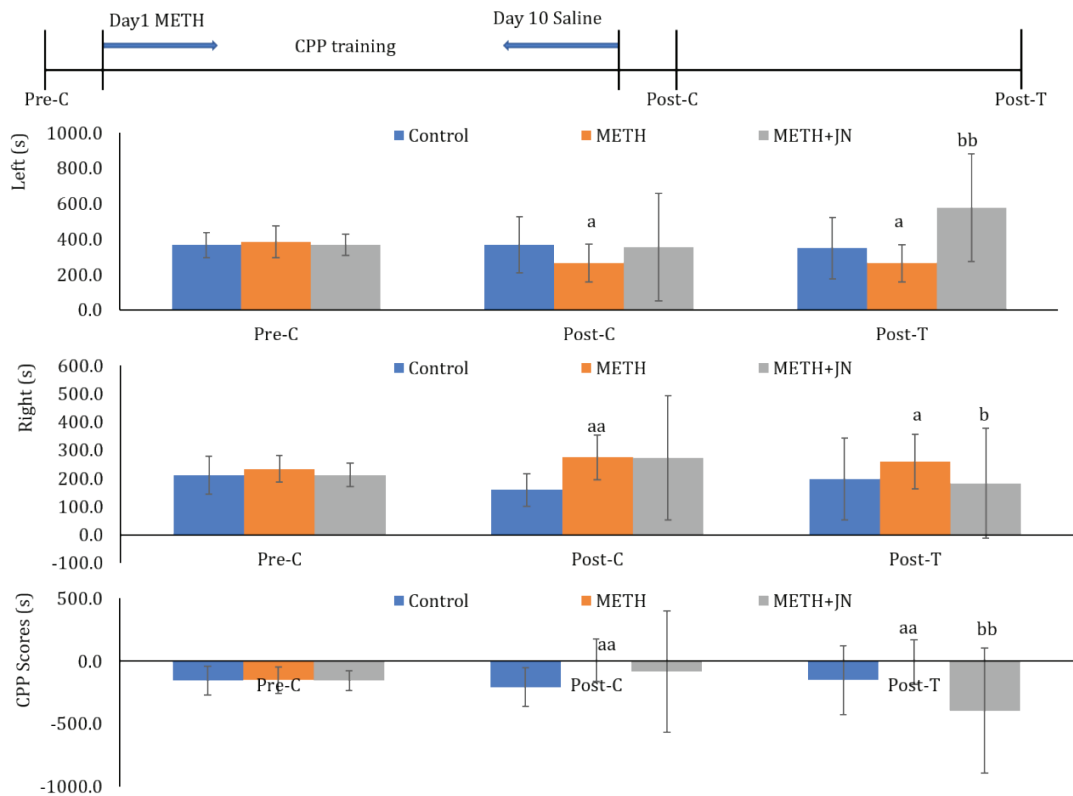 Day1 METH
Day 10 Saline
CPP training
Pre-C
Post-C
Post-T
Left (s)
1000.0
800.0
600.0
400.0
200.0
0.0
Control
METH
METH+JN
a
a
bb
Pre-C
Post-C
Post-T
Right (s)
600.0
500.0
400.0
300.0
200.0
100.0
0.0
-100.0
Control
METH
METH+JN
aa
a
b
Pre-C
Post-C
Post-T
CPP Scores (s)
500.0
0.0
-500.0
-1000.0
Control
METH
METH+JN
aa
aa
bb
Pre-C
Post-C
Post-T